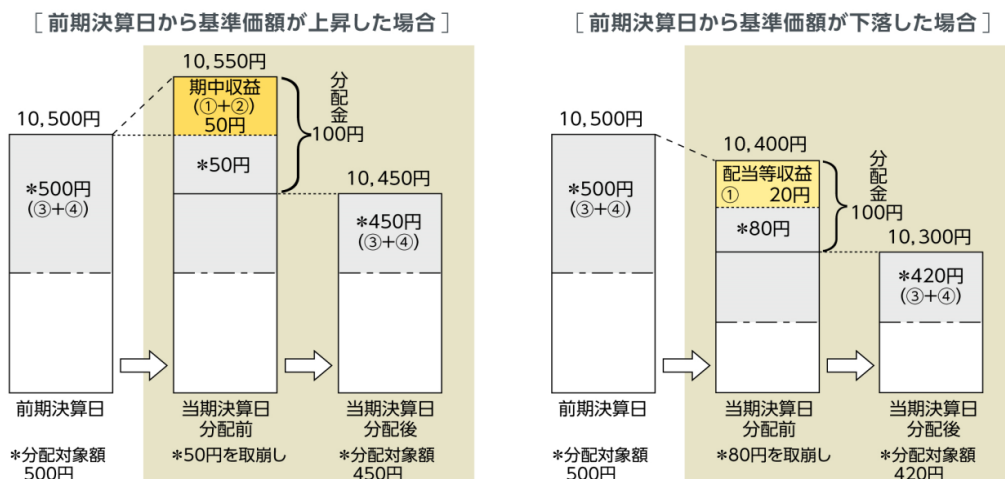 ［前期決算日から基準価額が上昇した場合］
10,500円
＊500円
(③＋④)
前期決算日
＊分配対象額
500円
10,550円
期中収益
(①＋②)
50円
＊50円
分配金
100円
当期決算日
分配前
＊50円を取崩し
10,450円
＊450円
(③＋④)
当期決算日
分配後
＊分配対象額
450円
［前期決算日から基準価額が下落した場合］
10,500円
＊500円
(③＋④)
前期決算日
＊分配対象額
500円
10,400円
配当等収益
① 20円
＊80円
分配金
100円
当期決算日
分配前
＊80円を取崩し
10,300円
＊420円
(③＋④)
当期決算日
分配後
＊分配対象額
420円